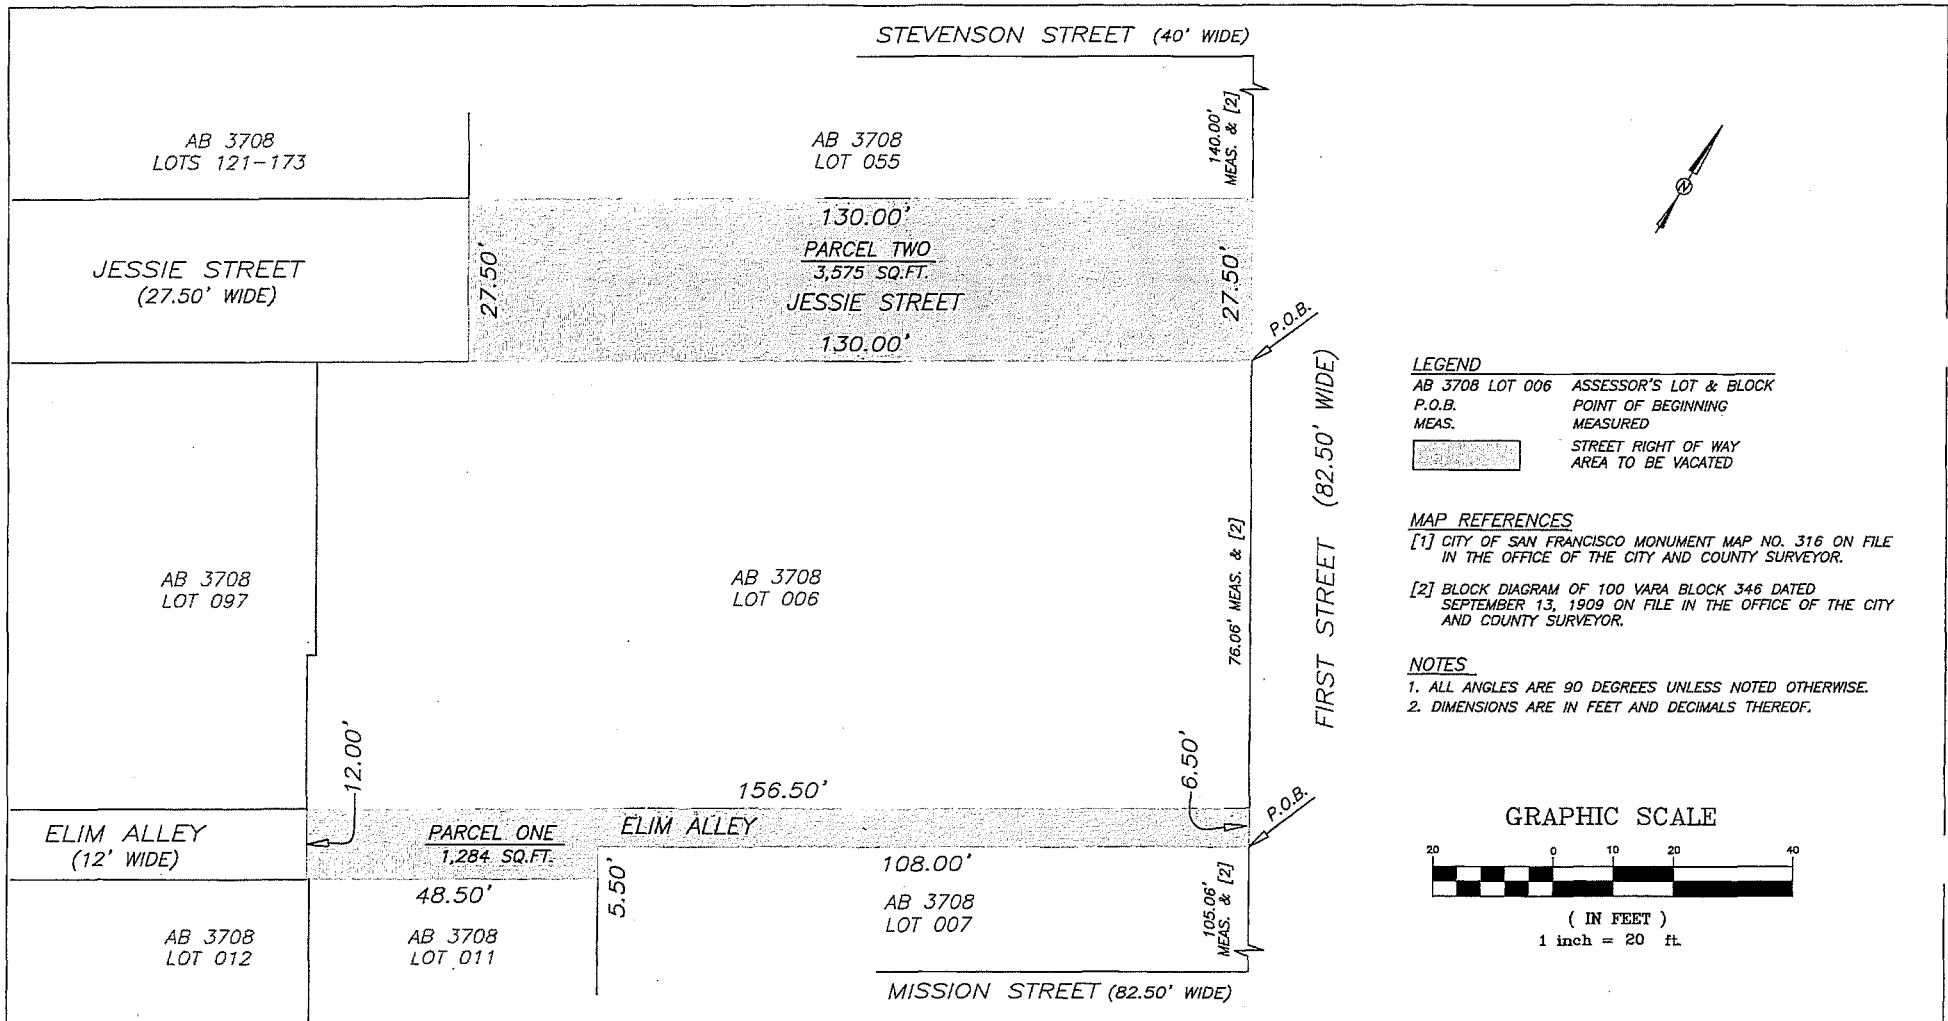 STEVENSON STREET (40' WIDE)
140.00'
MEAS. & [2]
AB 3708
LOTS 121-173
AB 3708
LOT 055
130.00'
PARCEL TWO
3,575 SQ.FT.
JESSIE STREET
130.00'
27.50'
27.50'
JESSIE STREET
(27.50' WIDE)
P.O.B.
FIRST STREET (82.50' WIDE)
76.06' MEAS. & [2]
AB 3708
LOT 097
AB 3708
LOT 006
12.00'
156.50'
6.50'
P.O.B.
ELIM ALLEY
(12' WIDE)
PARCEL ONE
1,284 SQ.FT.
ELIM ALLEY
48.50'
5.50'
108.00'
105.06'
MEAS. & [2]
AB 3708
LOT 012
AB 3708
LOT 011
AB 3708
LOT 007
MISSION STREET (82.50' WIDE)
N
LEGEND
AB 3708 LOT 006 ASSESSOR'S LOT & BLOCK
P.O.B. POINT OF BEGINNING
MEAS. MEASURED
STREET RIGHT OF WAY
AREA TO BE VACATED
MAP REFERENCES
[1] CITY OF SAN FRANCISCO MONUMENT MAP NO. 316 ON FILE
IN THE OFFICE OF THE CITY AND COUNTY SURVEYOR.
[2] BLOCK DIAGRAM OF 100 VARA BLOCK 346 DATED
SEPTEMBER 13, 1909 ON FILE IN THE OFFICE OF THE CITY
AND COUNTY SURVEYOR.
NOTES
1. ALL ANGLES ARE 90 DEGREES UNLESS NOTED OTHERWISE.
2. DIMENSIONS ARE IN FEET AND DECIMALS THEREOF.
GRAPHIC SCALE
20 0 10 20 40
( IN FEET )
1 inch = 20 ft.